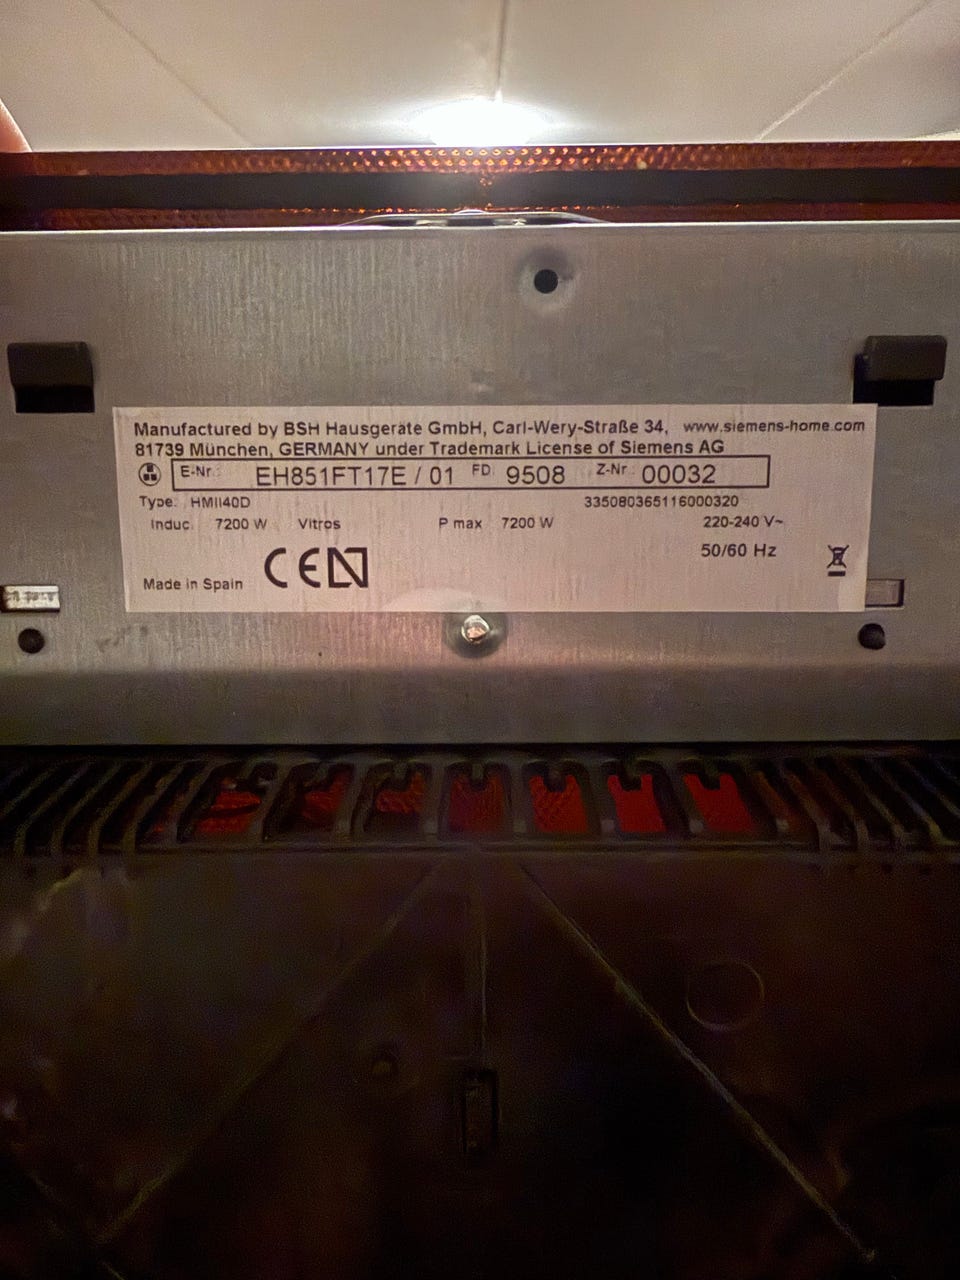 Manufactured by BSH Hausgeräte GmbH, Carl-Wery-Straße 34, www.siemens-home.com
81739 München, GERMANY under Trademark License of Siemens AG
E-Nr.: EH851FT17E / 01 FD 9508 Z-Nr. 00032
Type: HMII40D 335080365116000320
Induc. 7200 W Vitros P max 7200 W 220-240 V~
50/60 Hz
Made in Spain CE N